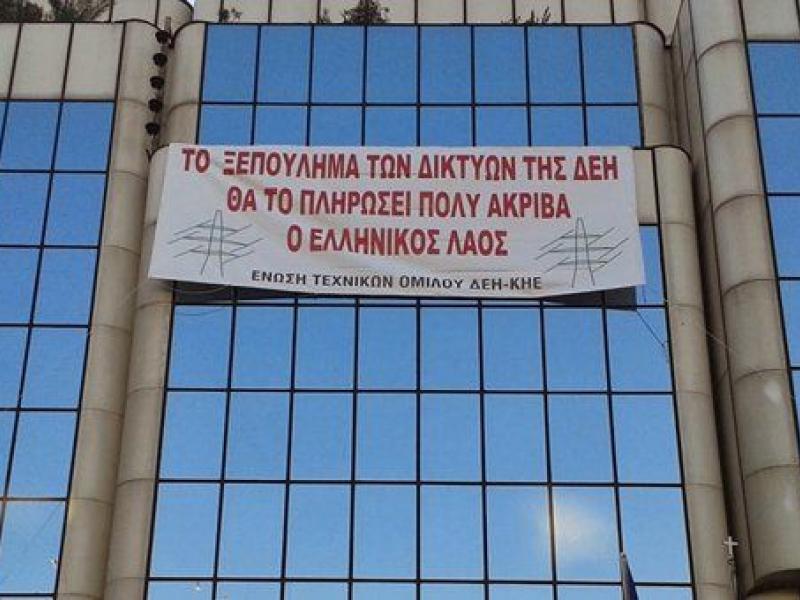 ΤΟ ΞΕΠΟΥΛΗΜΑ ΤΩΝ ΔΙΚΤΥΩΝ ΤΗΣ ΔΕΗ
ΘΑ ΤΟ ΠΛΗΡΩΣΕΙ ΠΟΛΥ ΑΚΡΙΒΑ
Ο ΕΛΛΗΝΙΚΟΣ ΛΑΟΣ
ΕΝΩΣΗ ΤΕΧΝΙΚΩΝ ΟΜΙΛΟΥ ΔΕΗ-ΚΗΕ